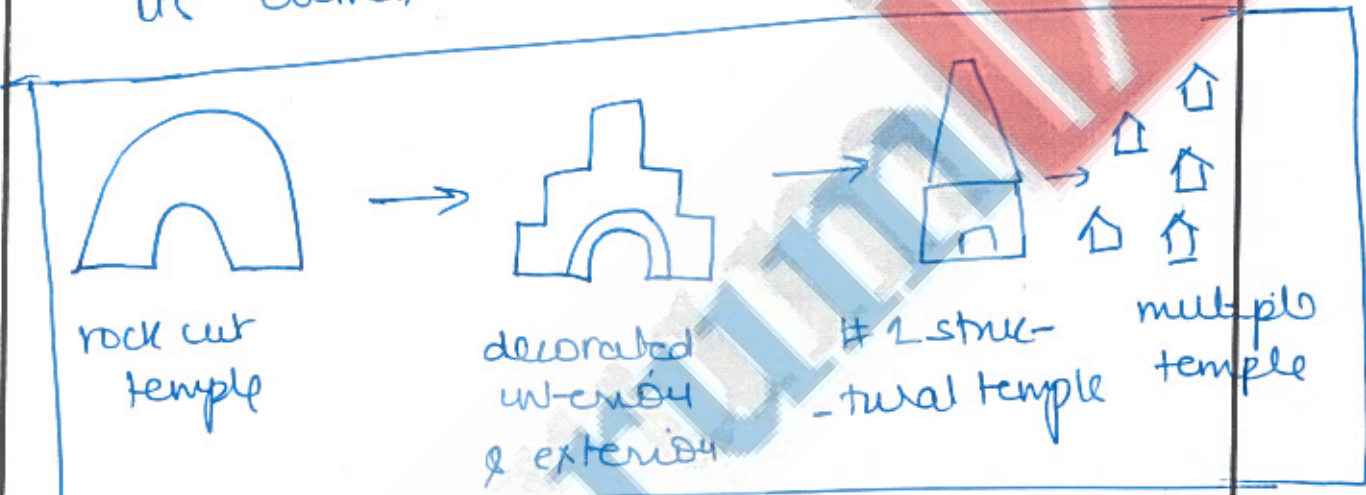 rock cut
temple
decorated
interior
& exterior
# 1 struc-
-tural temple
multiple
temple